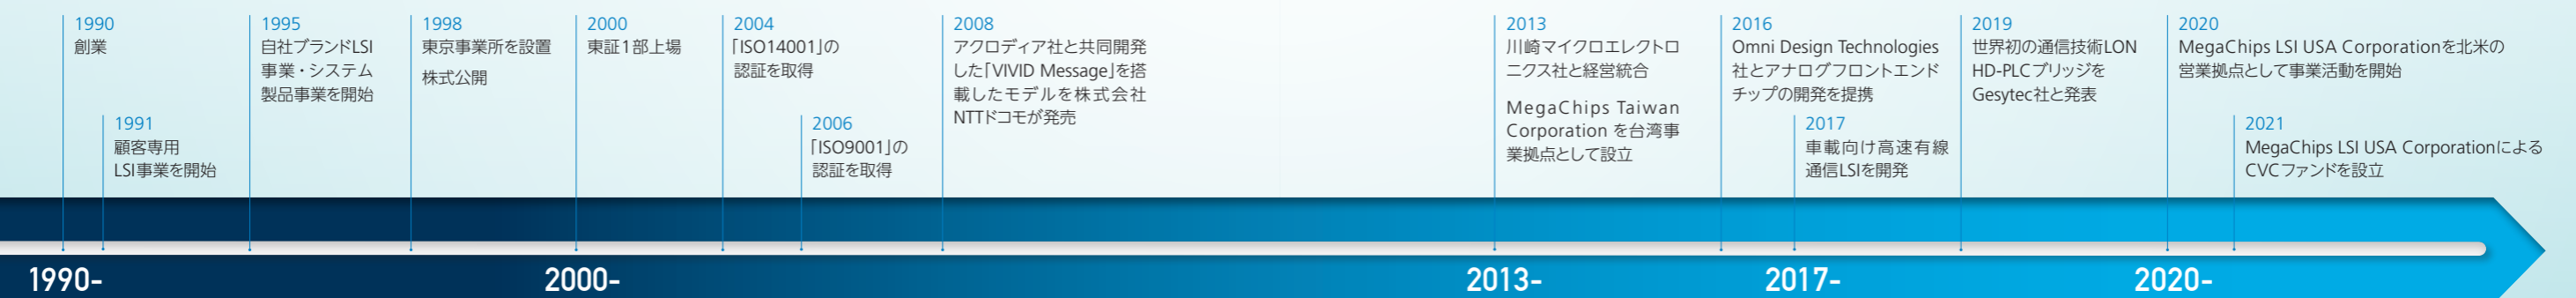 1990
創業
1991
顧客専用
LSI事業を開始
1995
自社ブランドLSI
事業・システム
製品事業を開始
1998
東京事業所を設置
株式公開
2000
東証1部上場
2004
「ISO14001」の
認証を取得
2006
「ISO9001」の
認証を取得
2008
アクロディア社と共同開発
した「VIVID Message」を搭
載したモデルを株式会社
NTTドコモが発売
2013
川崎マイクロエレクトロ
ニクス社と経営統合
MegaChips Taiwan
Corporation を台湾事
業拠点として設立
2016
Omni Design Technologies
社とアナログフロントエンド
チップの開発を提携
2017
車載向け高速有線
通信LSIを開発
2019
世界初の通信技術LON
HD-PLCブリッジを
Gesytec社と発表
2020
MegaChips LSI USA Corporationを北米の
営業拠点として事業活動を開始
2021
MegaChips LSI USA Corporationによる
CVCファンドを設立
1990-
2000-
2013-
2017-
2020-